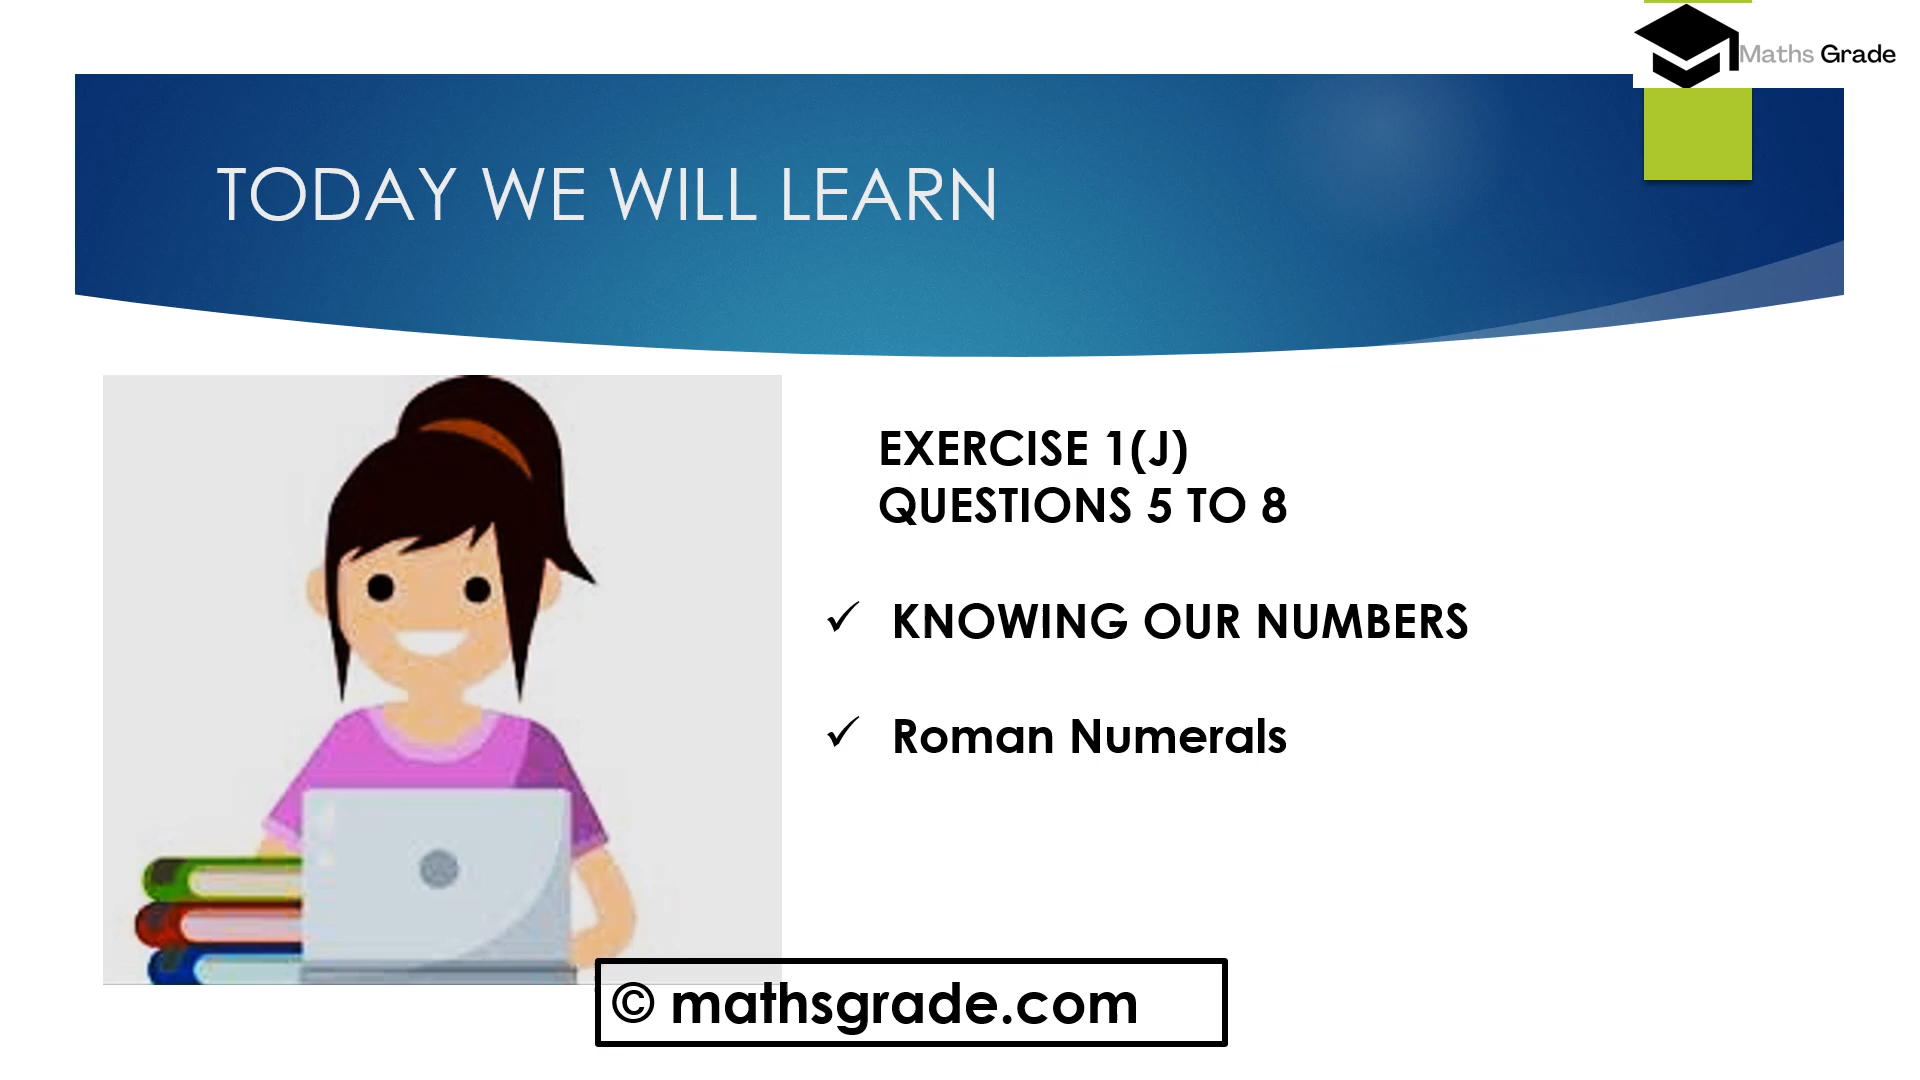 Maths Grade
TODAY WE WILL LEARN
EXERCISE 1(J)
QUESTIONS 5 TO 8
✓ KNOWING OUR NUMBERS
✓ Roman Numerals
© mathsgrade.com